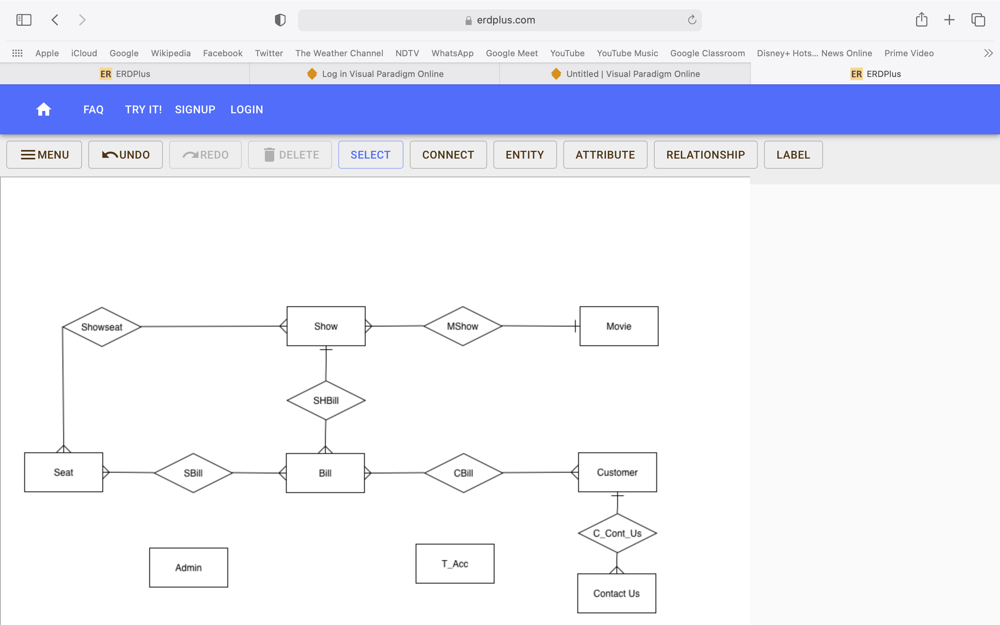 erdplus.com
Apple iCloud Google Wikipedia Facebook Twitter The Weather Channel NDTV WhatsApp Google Meet YouTube YouTube Music Google Classroom Disney+ Hots... News Online Prime Video
ER ERDPlus Log in Visual Paradigm Online Untitled | Visual Paradigm Online ER ERDPlus
FAQ TRY IT! SIGNUP LOGIN
MENU UNDO REDO DELETE SELECT CONNECT ENTITY ATTRIBUTE RELATIONSHIP LABEL
Showseat Show MShow Movie
SHBill
Seat SBill Bill CBill Customer
C_Cont_Us
Admin T_Acc
Contact Us